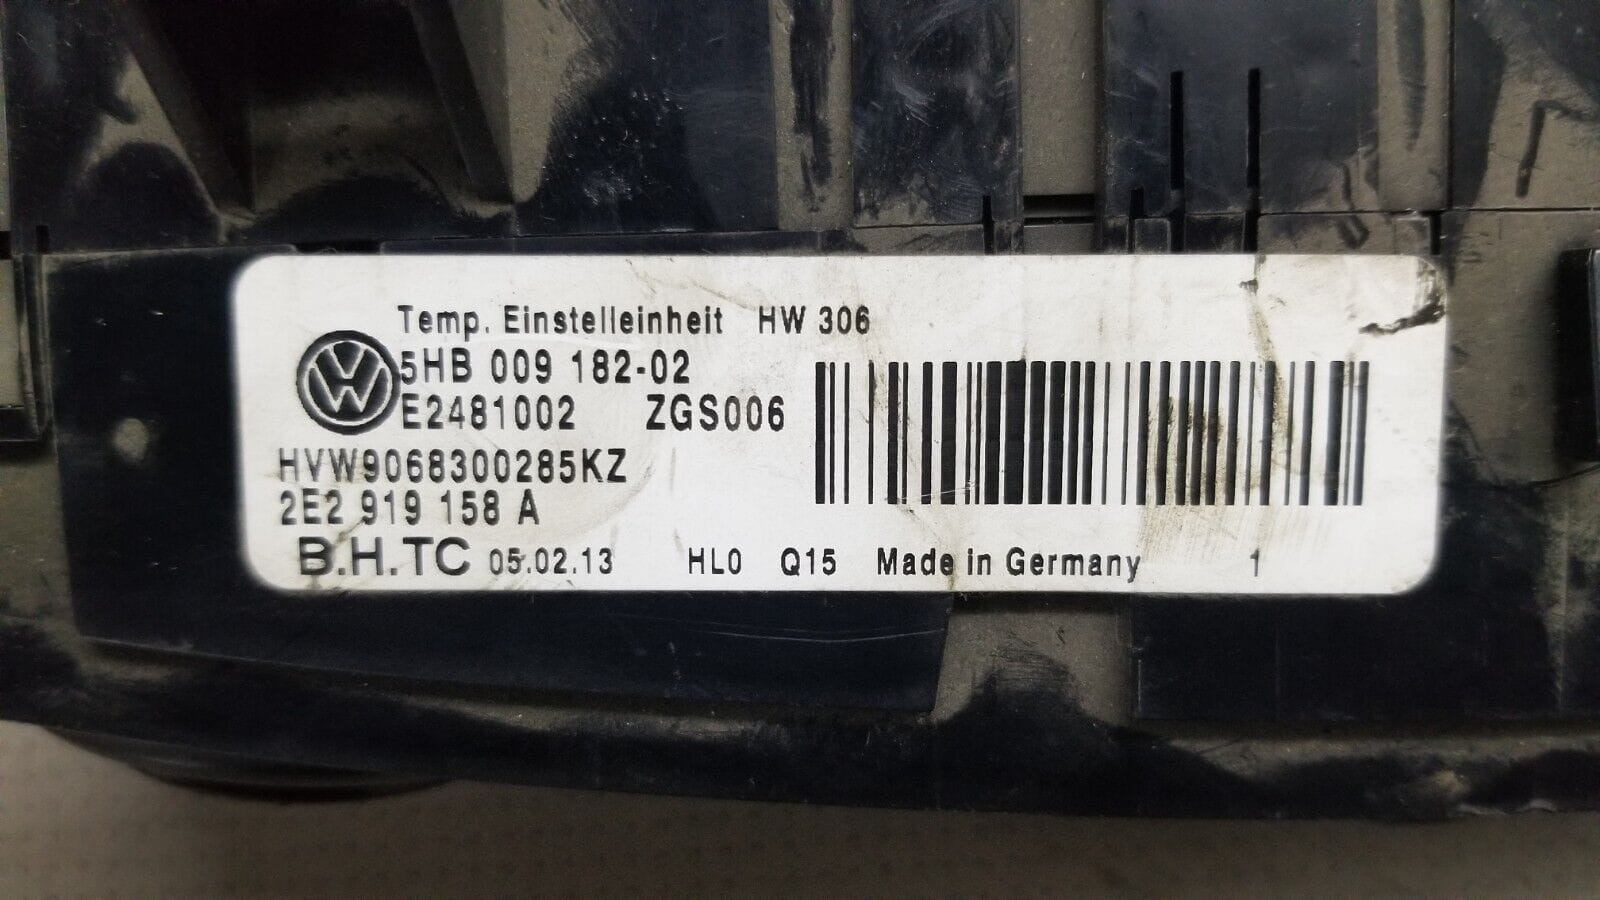 Temp. Einstelleinheit HW 306
5HB 009 182-02
E2481002 ZGS006
HVW9068300285KZ
2E2 919 158 A
B.H.TC 05.02.13 HL0 Q15 Made in Germany 1